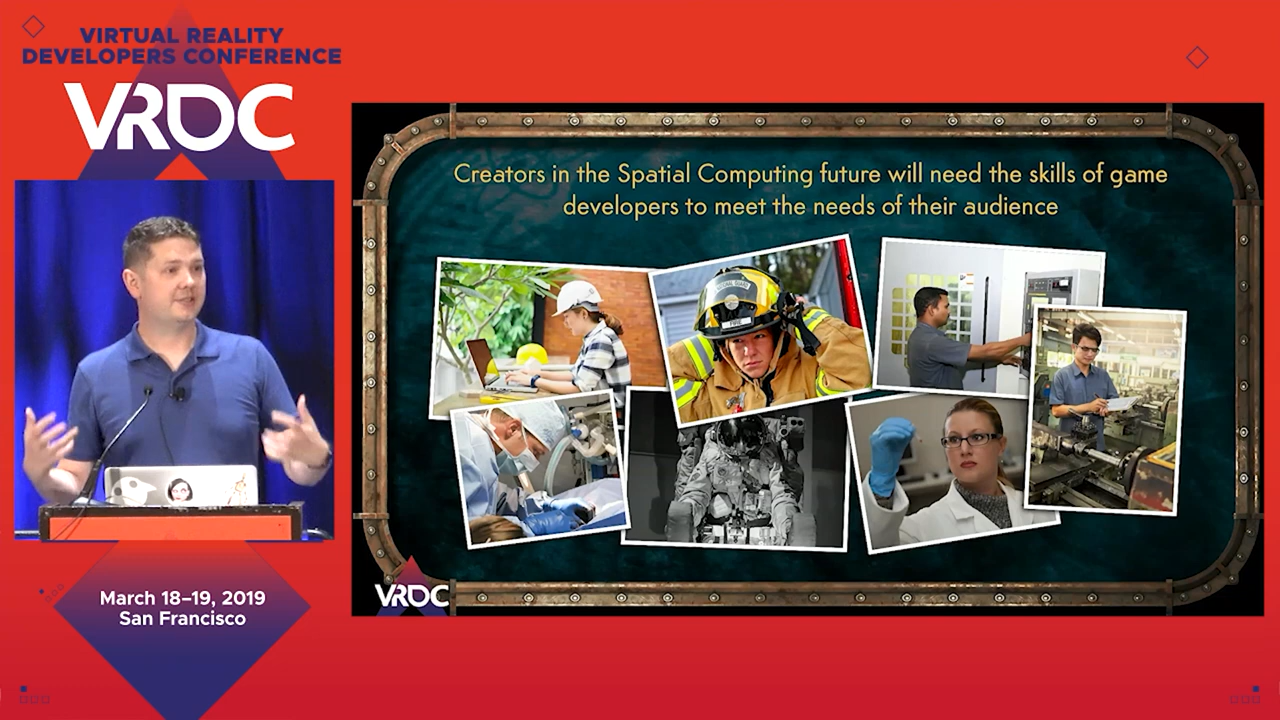 VIRTUAL REALITY
DEVELOPERS CONFERENCE
VRDC
Creators in the Spatial Computing future will need the skills of game
developers to meet the needs of their audience
FIRE
VRDC
March 18–19, 2019
San Francisco